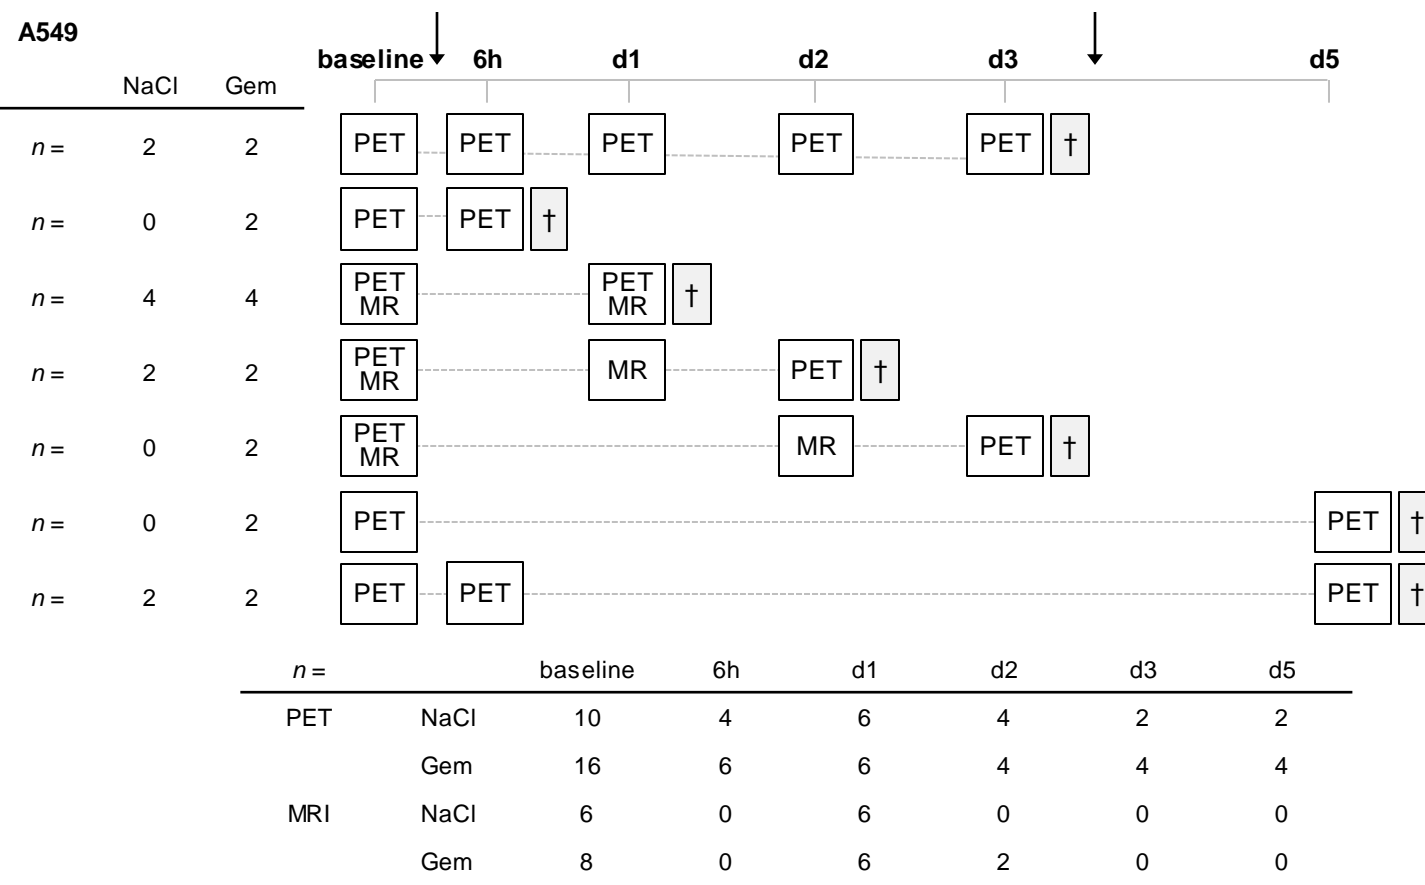 A549
baseline 6h d1 d2 d3 d5
NaCl Gem
n = 2 2 PET PET PET PET PET †
n = 0 2 PET PET †
n = 4 4 PET MR PET MR †
n = 2 2 PET MR MR PET †
n = 0 2 PET MR MR PET †
n = 0 2 PET PET †
n = 2 2 PET PET PET †
n = baseline 6h d1 d2 d3 d5
PET NaCl 10 4 6 4 2 2
Gem 16 6 6 4 4 4
MRI NaCl 6 0 6 0 0 0
Gem 8 0 6 2 0 0